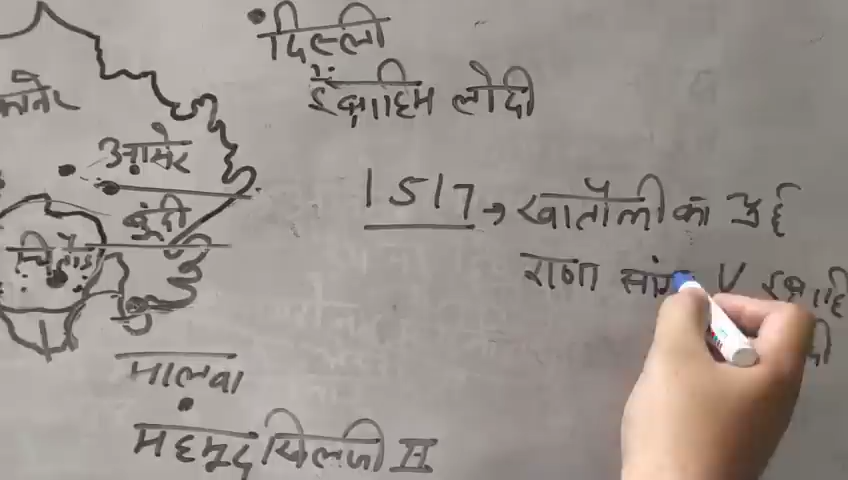 दिल्ली
इब्राहिम लोदी
आमेर
1517 → खातौली का युद्ध
बूंदी
राणा सांगा V इब्राहि
मालवा
महमूद खिलजी II